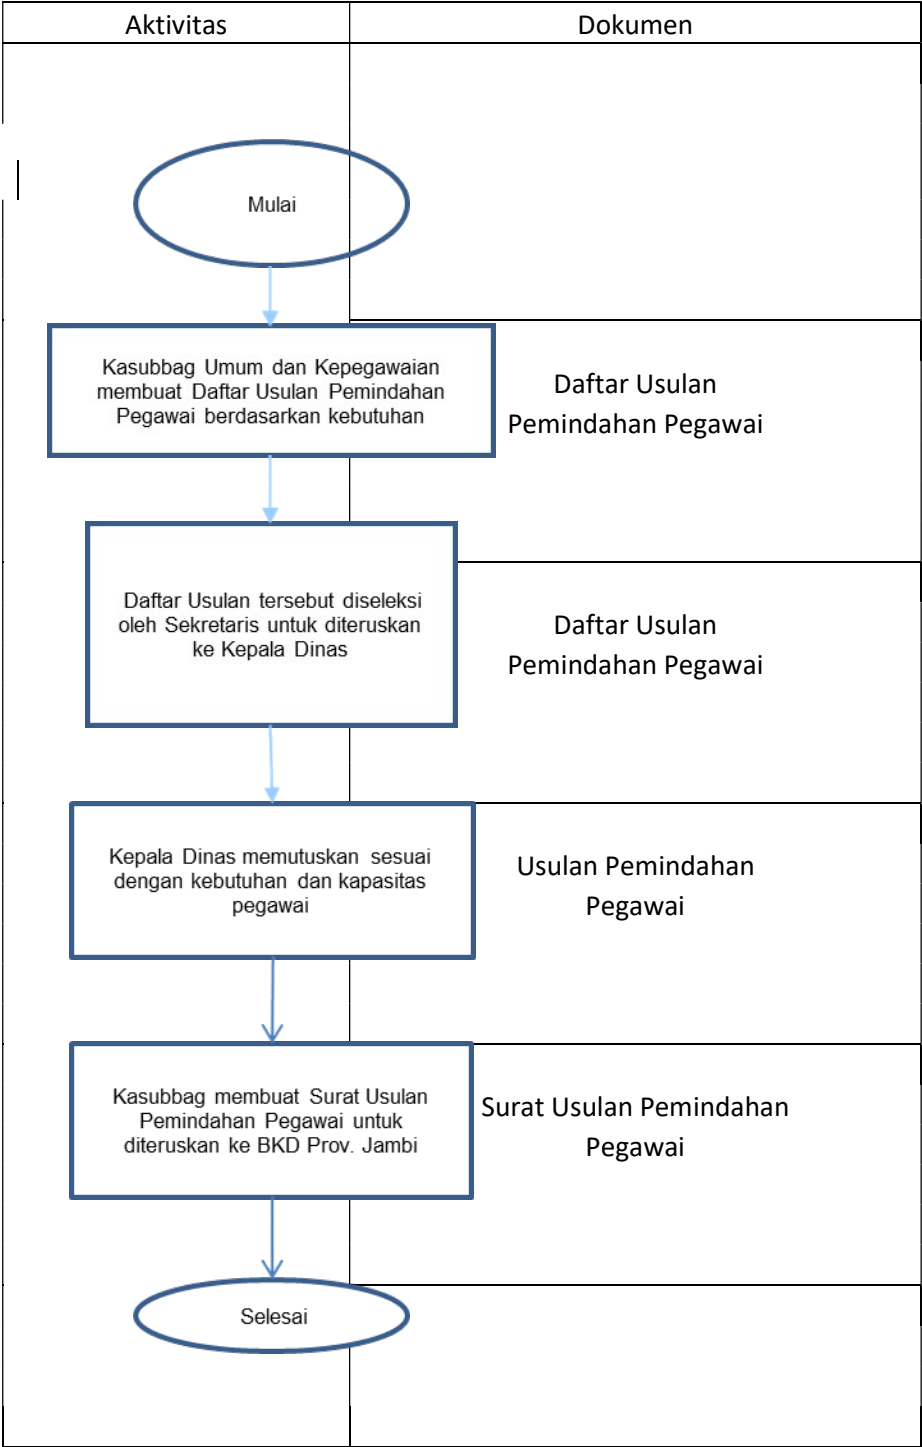 Aktivitas
Dokumen
Mulai
Kasubbag Umum dan Kepegawaian
membuat Daftar Usulan Pemindahan
Pegawai berdasarkan kebutuhan
Daftar Usulan
Pemindahan Pegawai
Daftar Usulan tersebut diseleksi
oleh Sekretaris untuk diteruskan
ke Kepala Dinas
Daftar Usulan
Pemindahan Pegawai
Kepala Dinas memutuskan sesuai
dengan kebutuhan dan kapasitas
pegawai
Usulan Pemindahan
Pegawai
Kasubbag membuat Surat Usulan
Pemindahan Pegawai untuk
diteruskan ke BKD Prov. Jambi
Surat Usulan Pemindahan
Pegawai
Selesai